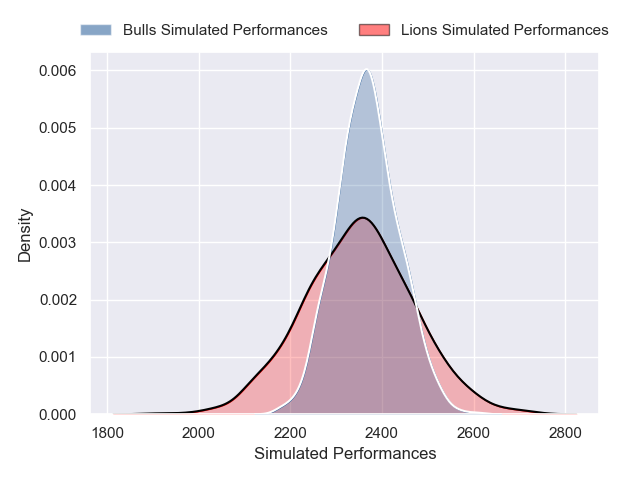 Bulls Simulated Performances Lions Simulated Performances
0.006
0.005
0.004
0.003
0.002
0.001
0.000
Density
1800 2000 2200 2400 2600 2800
Simulated Performances